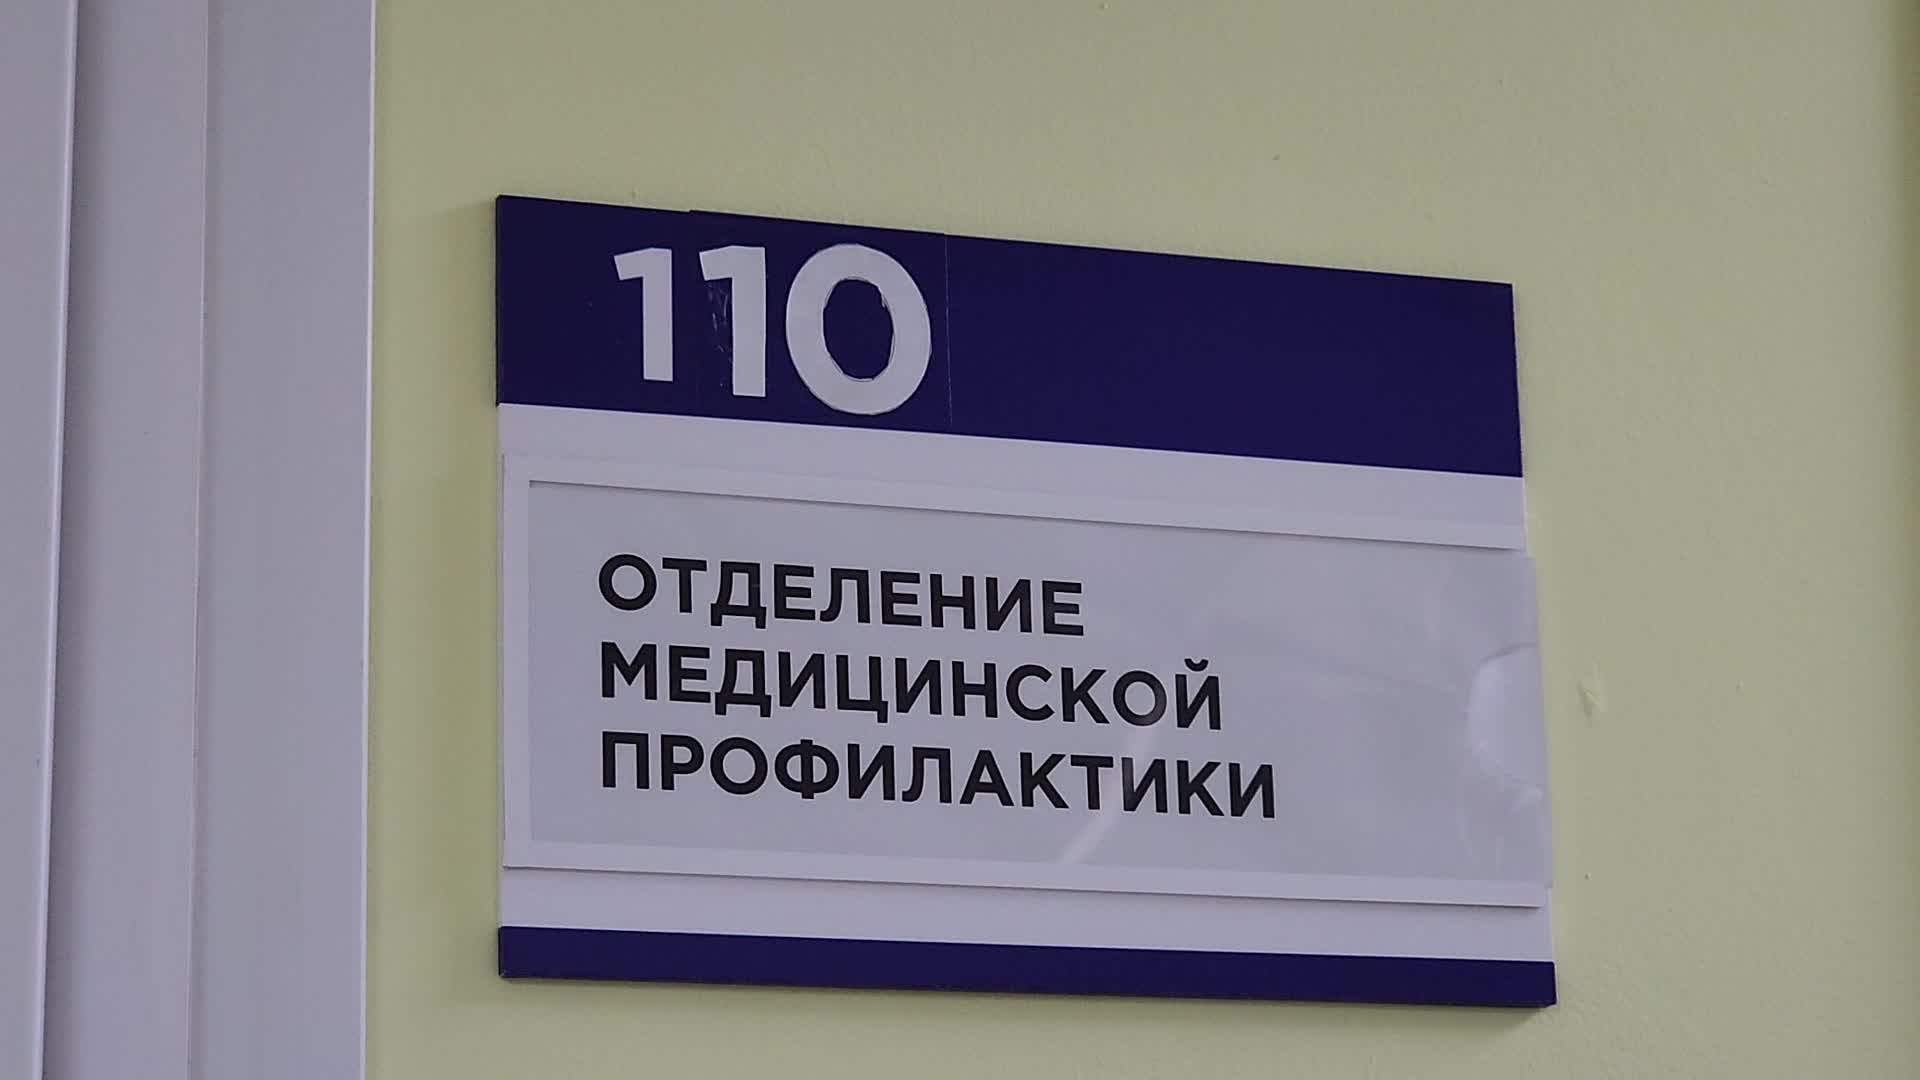 110
ОТДЕЛЕНИЕ
МЕДИЦИНСКОЙ
ПРОФИЛАКТИКИ